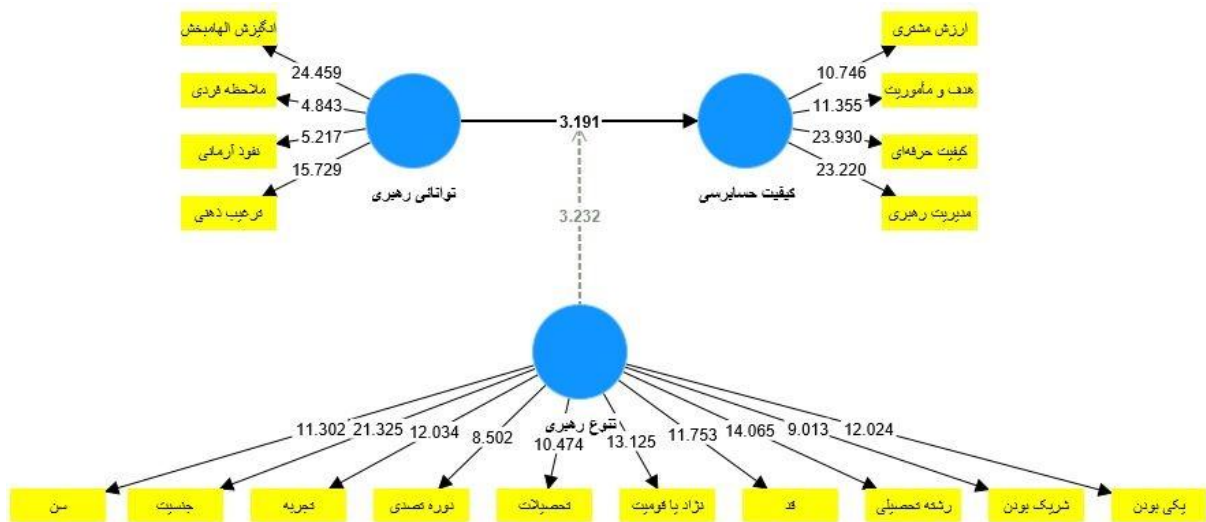 انگیزش الهامبخش
ملاحظه فردی
نفوذ آرمانی
ترغیب ذهنی
24.459
4.843
5.217
15.729
توانائی رهبری
3.191
3.232
کیفیت حسابرسی
10.746
11.355
23.930
23.220
ارزش مشتری
هدف و مأموریت
کیفیت حرفه‌ای
مدیریت رهبری
تنوع رهبری
11.302
21.325
12.034
8.502
10.474
13.125
11.753
14.065
9.013
12.024
سن
جنسیت
تجربه
دوره تصدی
تحصیلات
نژاد یا قومیت
قد
رشته تحصیلی
شریک بودن
یکی بودن